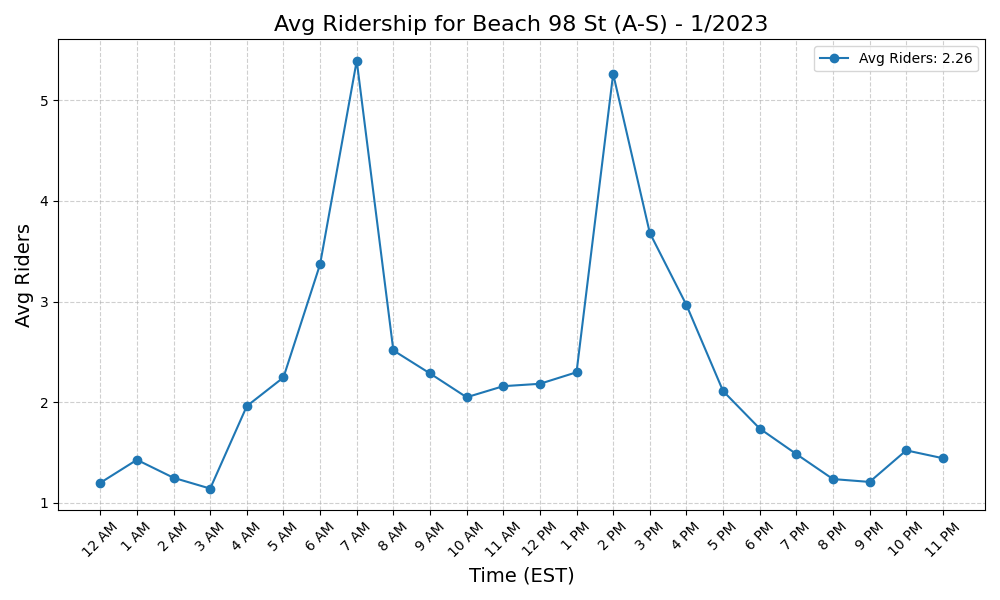 Avg Ridership for Beach 98 St (A-S) - 1/2023
Avg Riders: 2.26
Avg Riders
5
4
3
2
1
12 AM
1 AM
2 AM
3 AM
4 AM
5 AM
6 AM
7 AM
8 AM
9 AM
10 AM
11 AM
12 PM
1 PM
2 PM
3 PM
4 PM
5 PM
6 PM
7 PM
8 PM
9 PM
10 PM
11 PM
Time (EST)